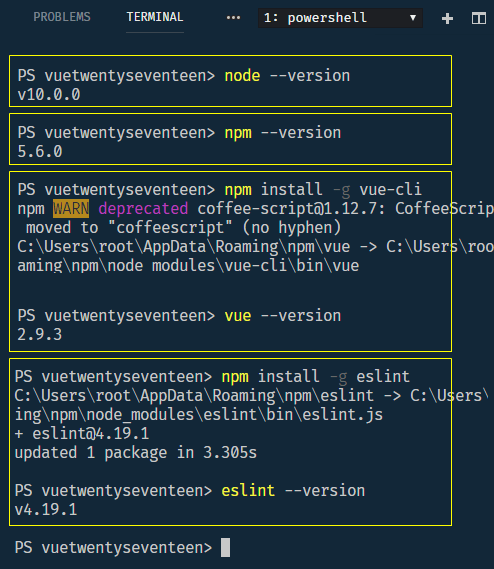 PROBLEMS TERMINAL ··· 1: powershell
PS vuetwentyseventeen> node --version
v10.0.0
PS vuetwentyseventeen> npm --version
5.6.0
PS vuetwentyseventeen> npm install -g vue-cli
npm WARN deprecated coffee-script@1.12.7: CoffeeScrip
moved to "coffeescript" (no hyphen)
C:\Users\root\AppData\Roaming\npm\vue -> C:\Users\roo
aming\npm\node modules\vue-cli\bin\vue
PS vuetwentyseventeen> vue --version
2.9.3
PS vuetwentyseventeen> npm install -g eslint
C:\Users\root\AppData\Roaming\npm\eslint -> C:\Users\
ing\npm\node_modules\eslint\bin\eslint.js
+ eslint@4.19.1
updated 1 package in 3.305s
PS vuetwentyseventeen> eslint --version
v4.19.1
PS vuetwentyseventeen>